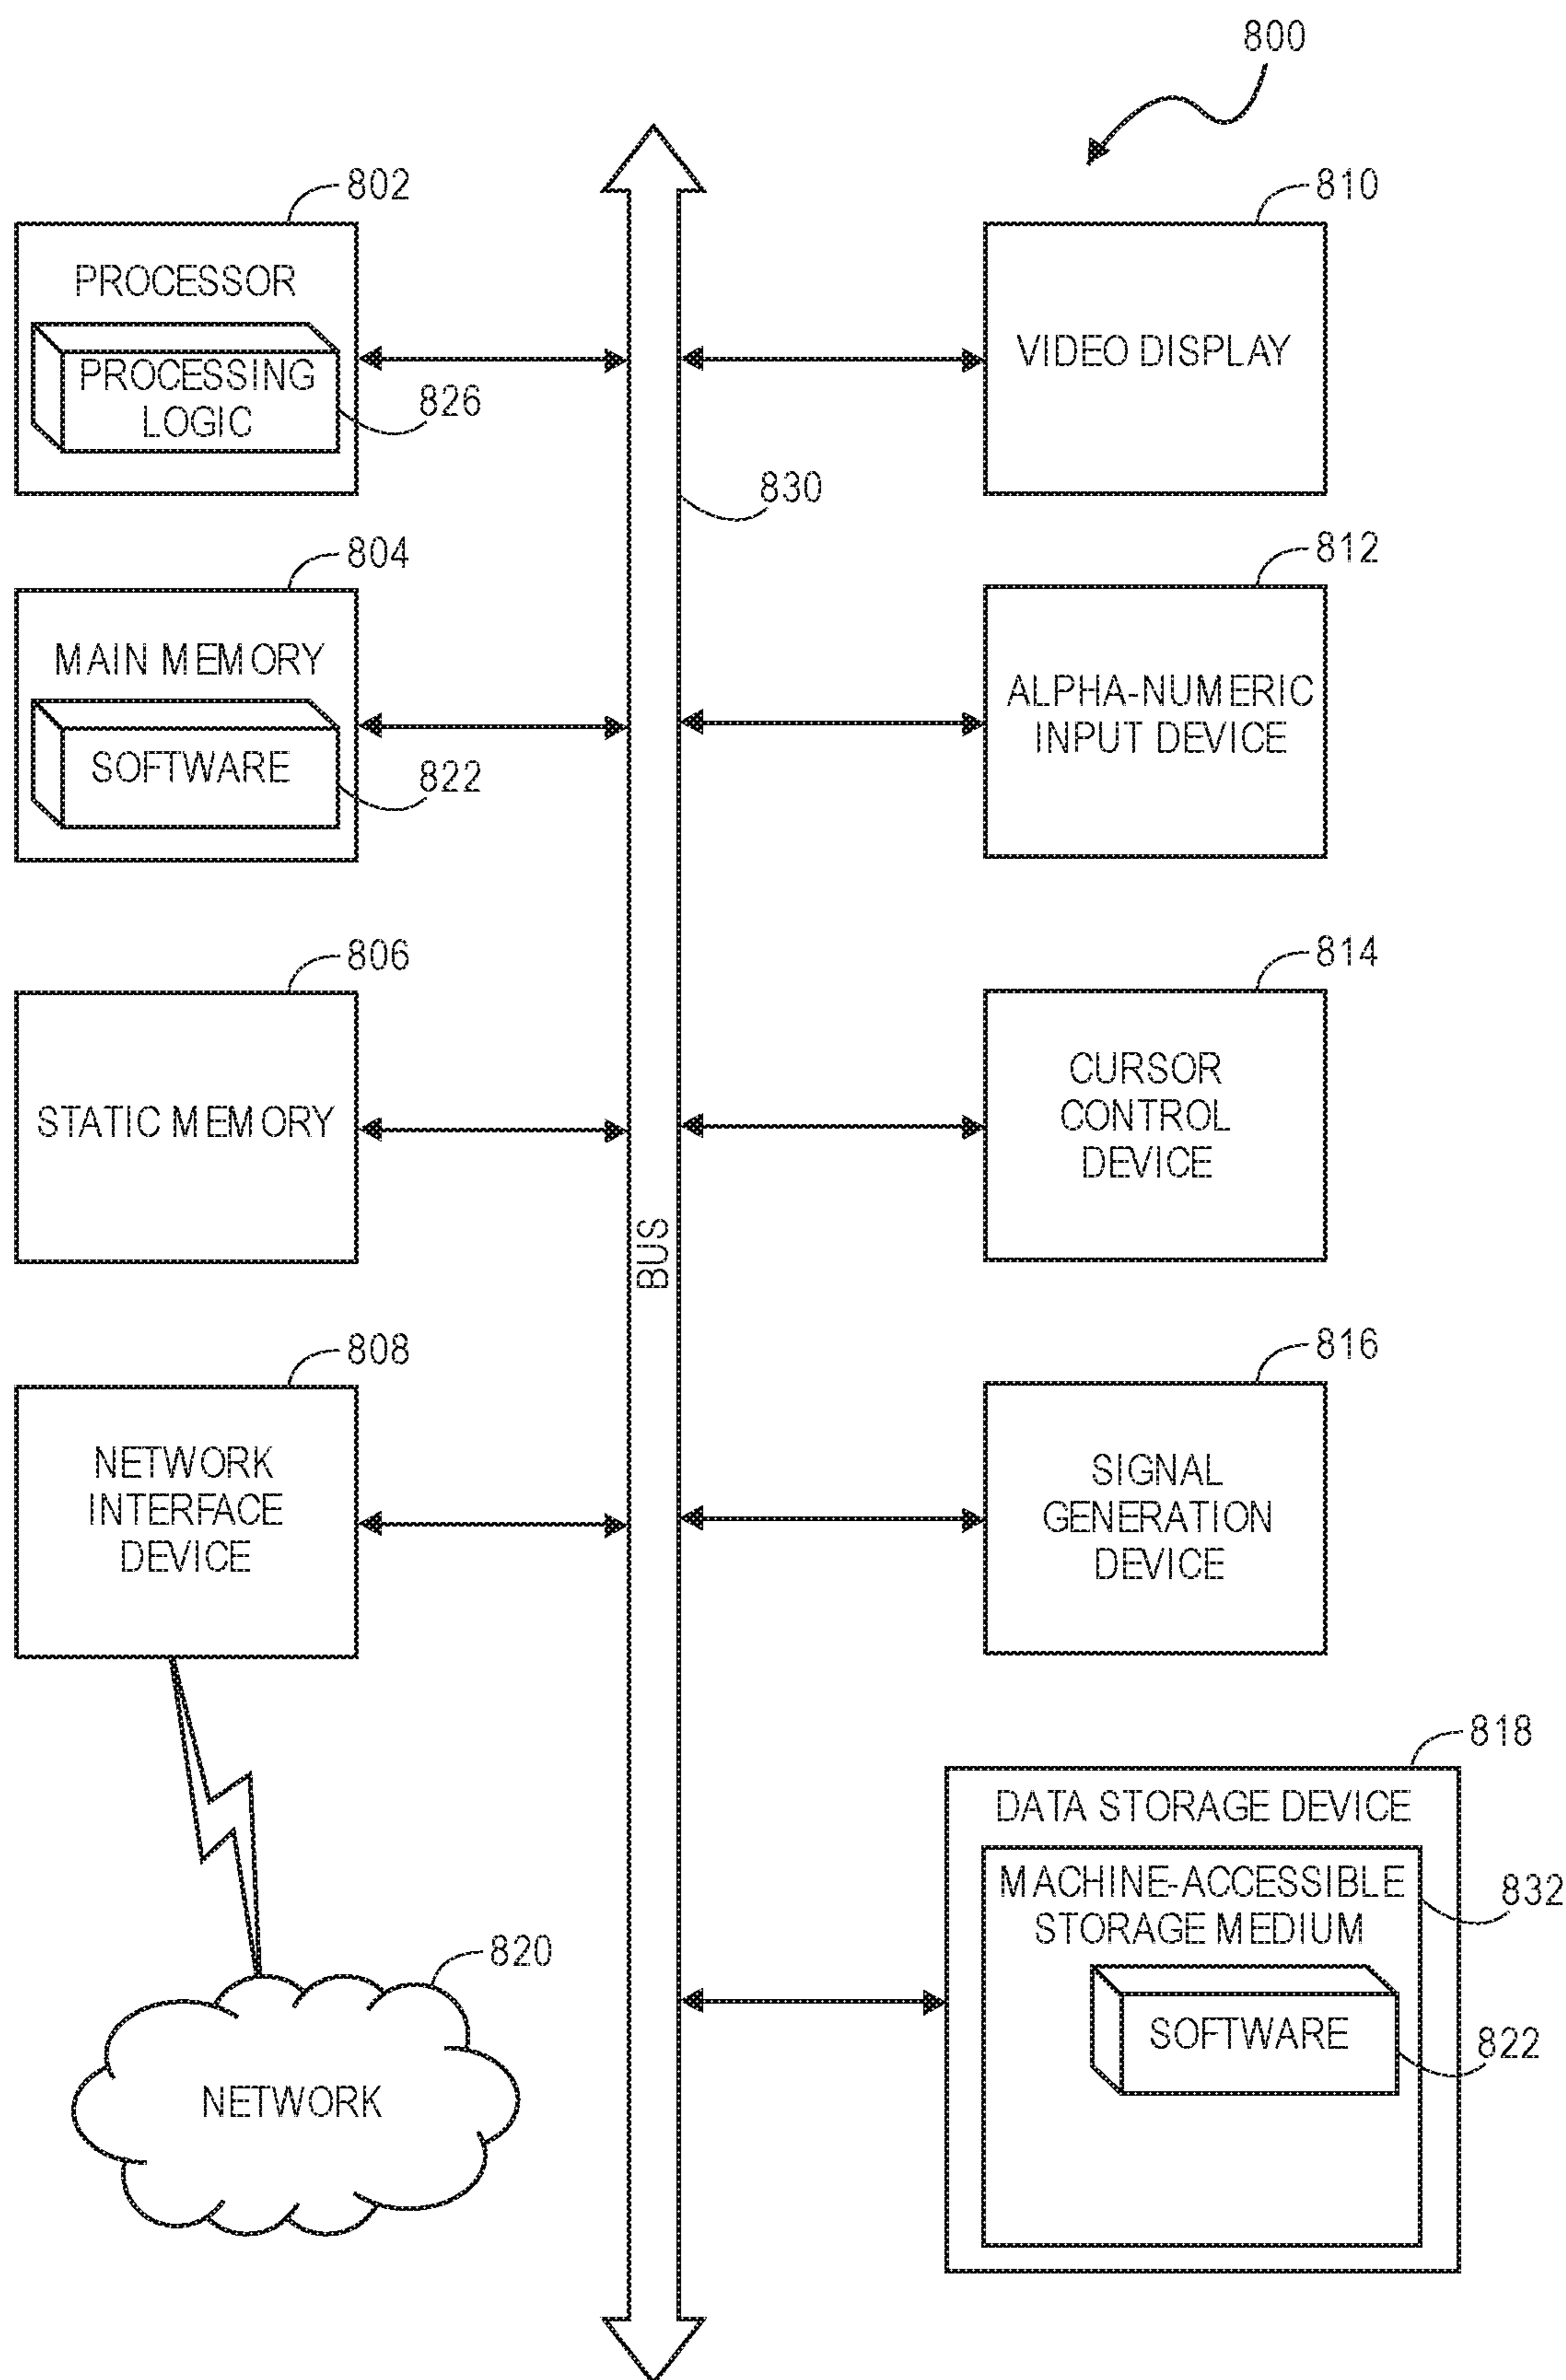 800
802
PROCESSOR
PROCESSING
LOGIC
826
804
MAIN MEMORY
SOFTWARE
822
806
STATIC MEMORY
808
NETWORK
INTERFACE
DEVICE
820
NETWORK
BUS
830
810
VIDEO DISPLAY
812
ALPHA-NUMERIC
INPUT DEVICE
814
CURSOR
CONTROL
DEVICE
816
SIGNAL
GENERATION
DEVICE
818
DATA STORAGE DEVICE
MACHINE-ACCESSIBLE
STORAGE MEDIUM
832
SOFTWARE
822